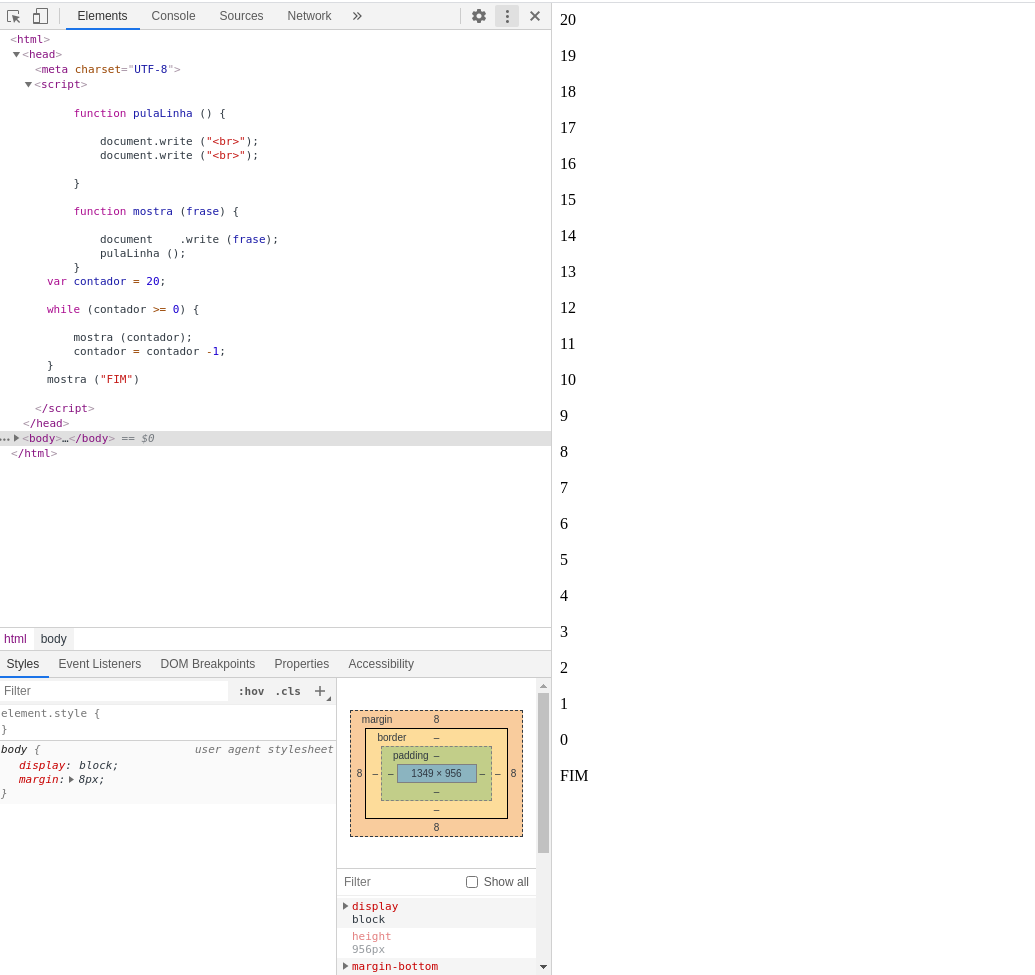 Elements Console Sources Network
<html>
<head>
<meta charset="UTF-8">
<script>
function pulaLinha () {
document.write ("<br>");
document.write ("<br>");
}
function mostra (frase) {
document    .write (frase);
pulaLinha ();
}
var contador = 20;
while (contador >= 0) {
mostra (contador);
contador = contador -1;
}
mostra ("FIM")
</script>
</head>
<body>…</body> == $0
</html>
html body
Styles Event Listeners DOM Breakpoints Properties Accessibility
Filter :hov .cls +
element.style {
}
body { user agent stylesheet
display: block;
margin: 8px;
}
margin 8
border –
padding –
8 – – 1349 × 956 – – 8
–
–
8
Filter Show all
display
block
height
956px
margin-bottom
20
19
18
17
16
15
14
13
12
11
10
9
8
7
6
5
4
3
2
1
0
FIM